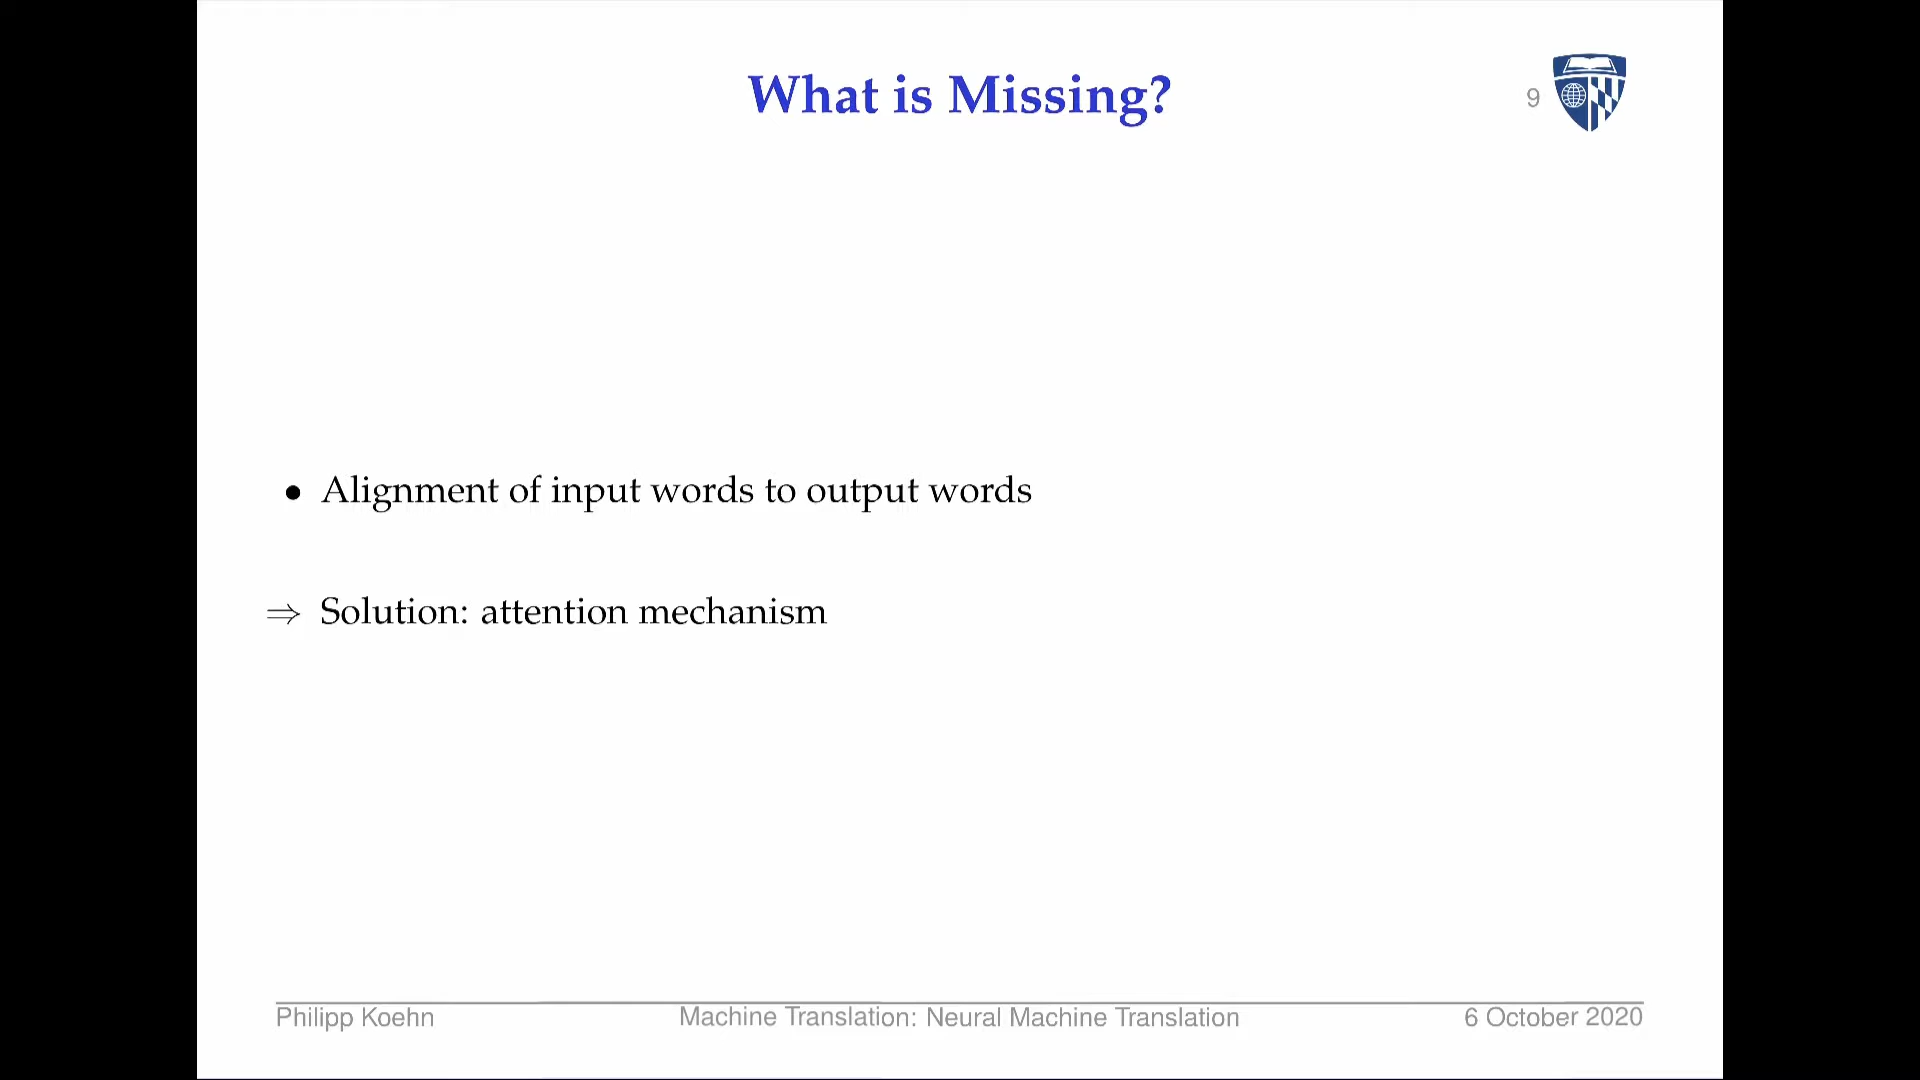 What is Missing?
9
• Alignment of input words to output words
⇒ Solution: attention mechanism
Philipp Koehn
Machine Translation: Neural Machine Translation
6 October 2020